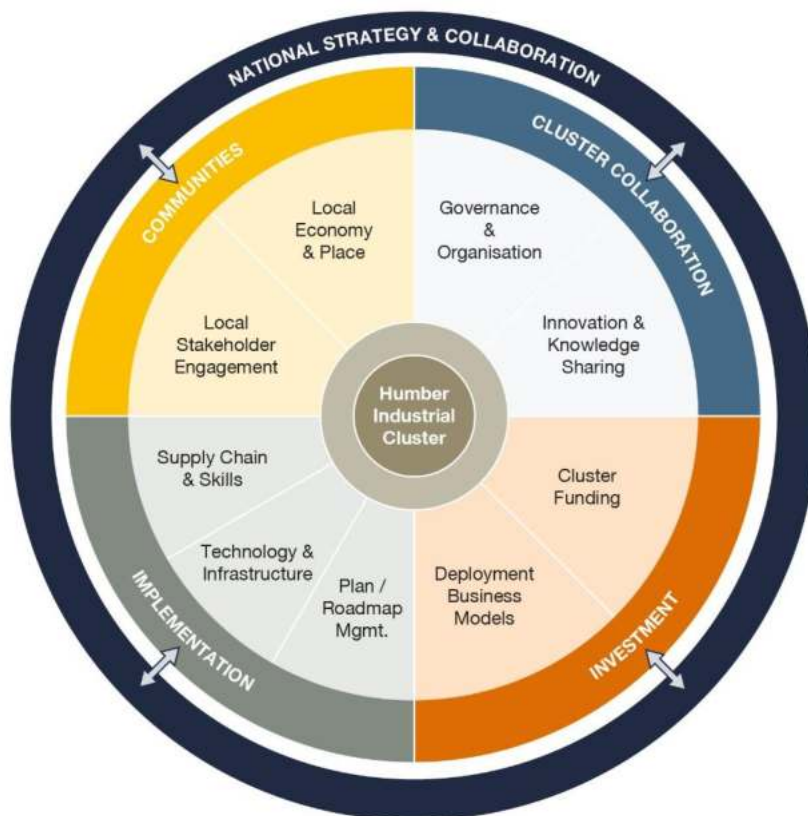 NATIONAL STRATEGY & COLLABORATION
COMMUNITIES
CLUSTER COLLABORATION
Local
Economy
& Place
Governance
&
Organisation
Local
Stakeholder
Engagement
Innovation &
Knowledge
Sharing
Humber
Industrial
Cluster
Supply Chain
& Skills
Cluster
Funding
Technology &
Infrastructure
Plan /
Roadmap
Mgmt.
Deployment
Business
Models
IMPLEMENTATION
INVESTMENT